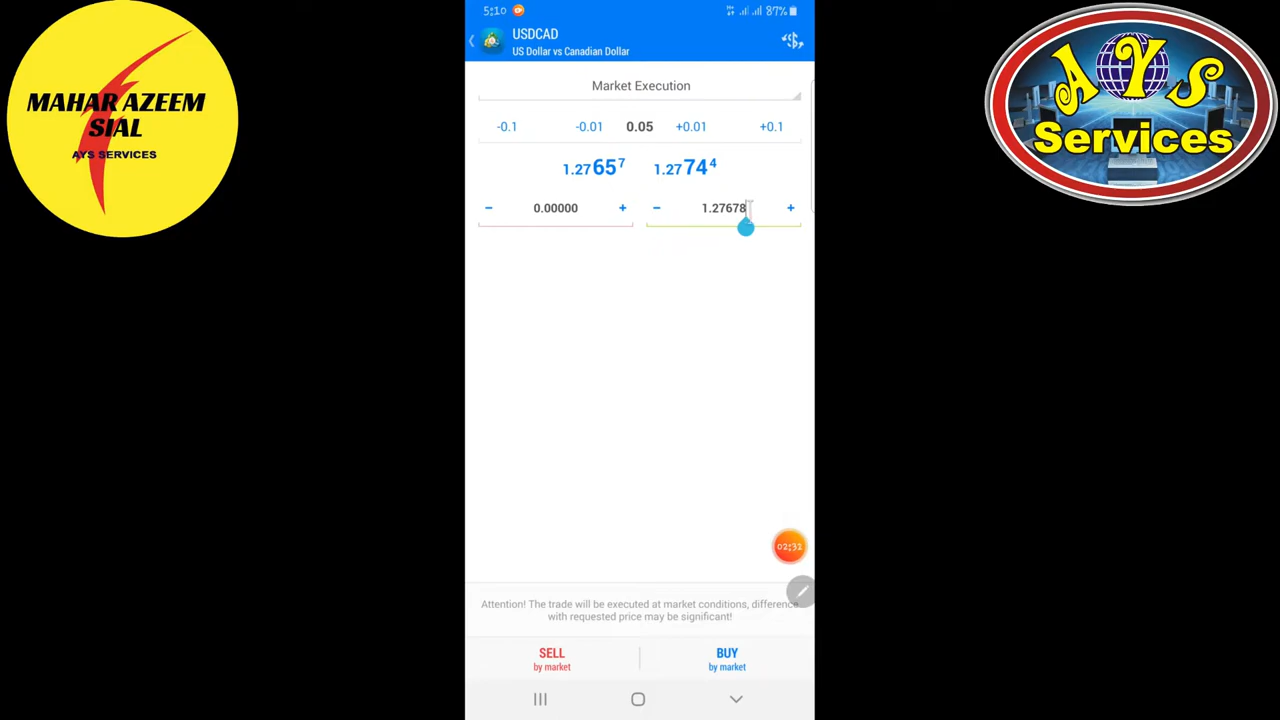 MAHAR AZEEM
SIAL
AYS SERVICES
5:10
87%
USDCAD
US Dollar vs Canadian Dollar
Market Execution
-0.1 -0.01 0.05 +0.01 +0.1
1.27657 1.27744
- 0.00000 + - 1.27678 +
02:32
Attention! The trade will be executed at market conditions, difference
with requested price may be significant!
SELL
by market
BUY
by market
AYS
Services